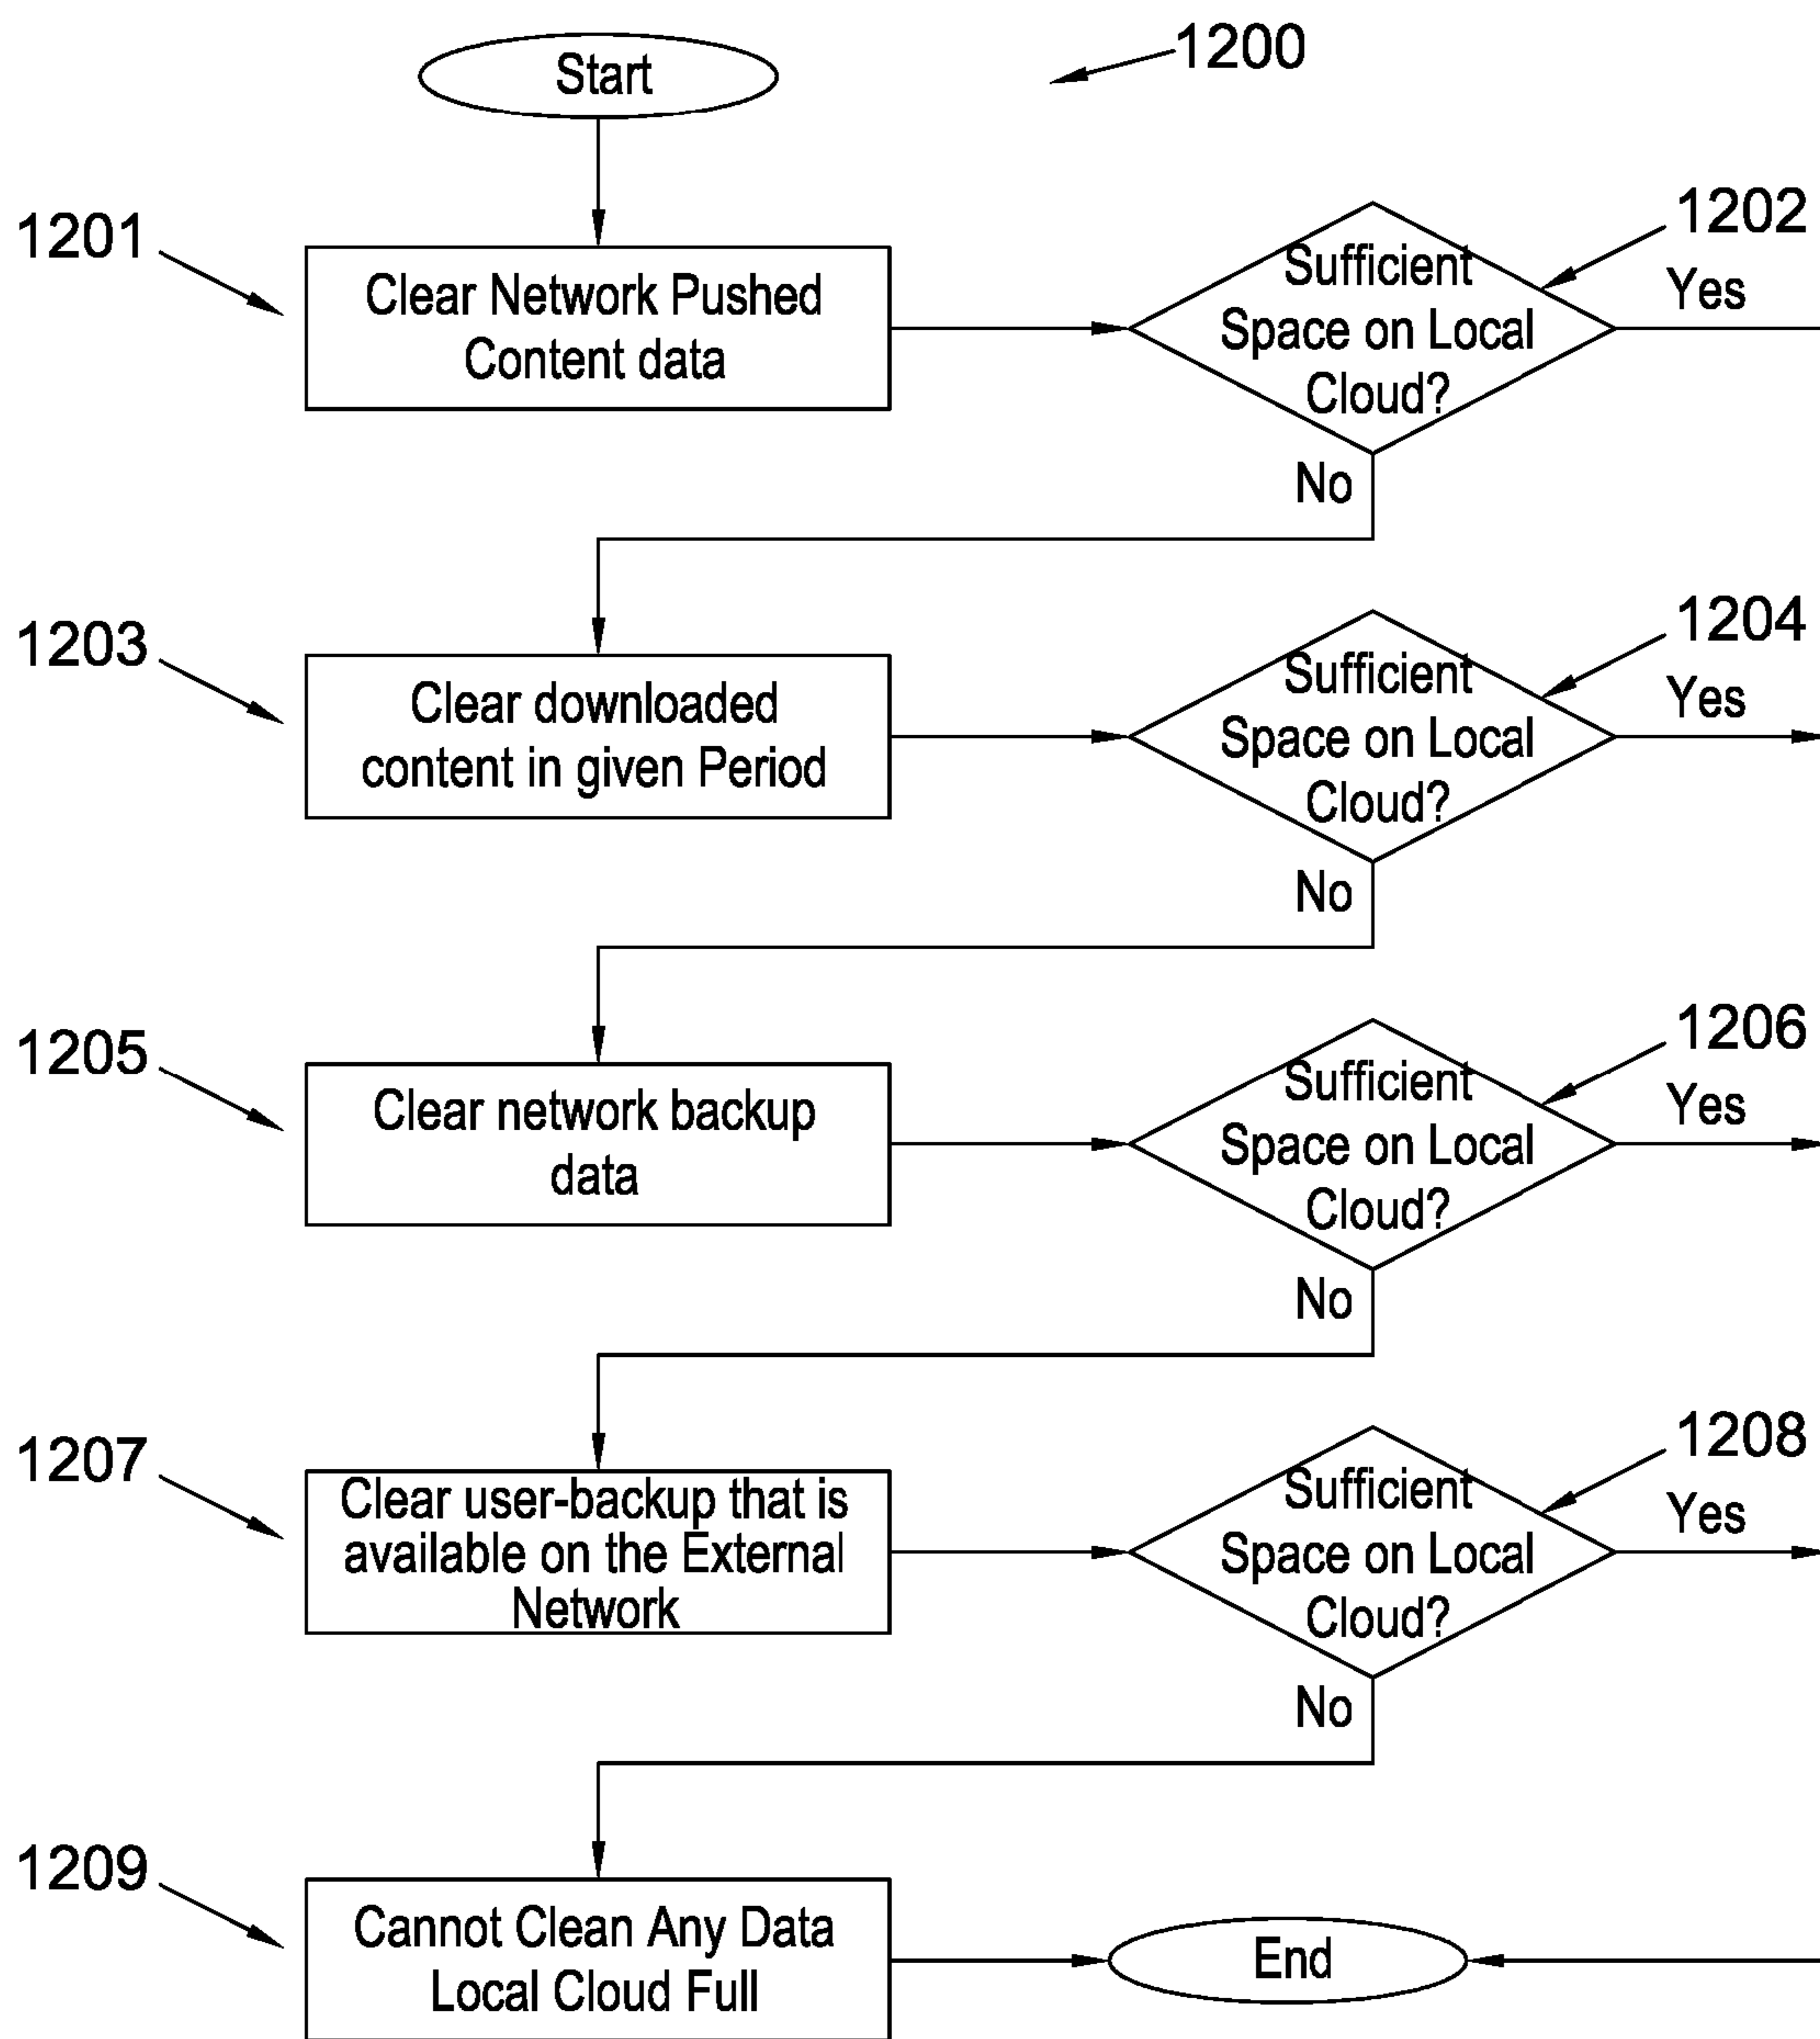 1200
Start
1201
Clear Network Pushed
Content data
1202
Sufficient
Space on Local
Cloud?
Yes
No
1203
Clear downloaded
content in given Period
1204
Sufficient
Space on Local
Cloud?
Yes
No
1205
Clear network backup
data
1206
Sufficient
Space on Local
Cloud?
Yes
No
1207
Clear user-backup that is
available on the External
Network
1208
Sufficient
Space on Local
Cloud?
Yes
No
1209
Cannot Clean Any Data
Local Cloud Full
End